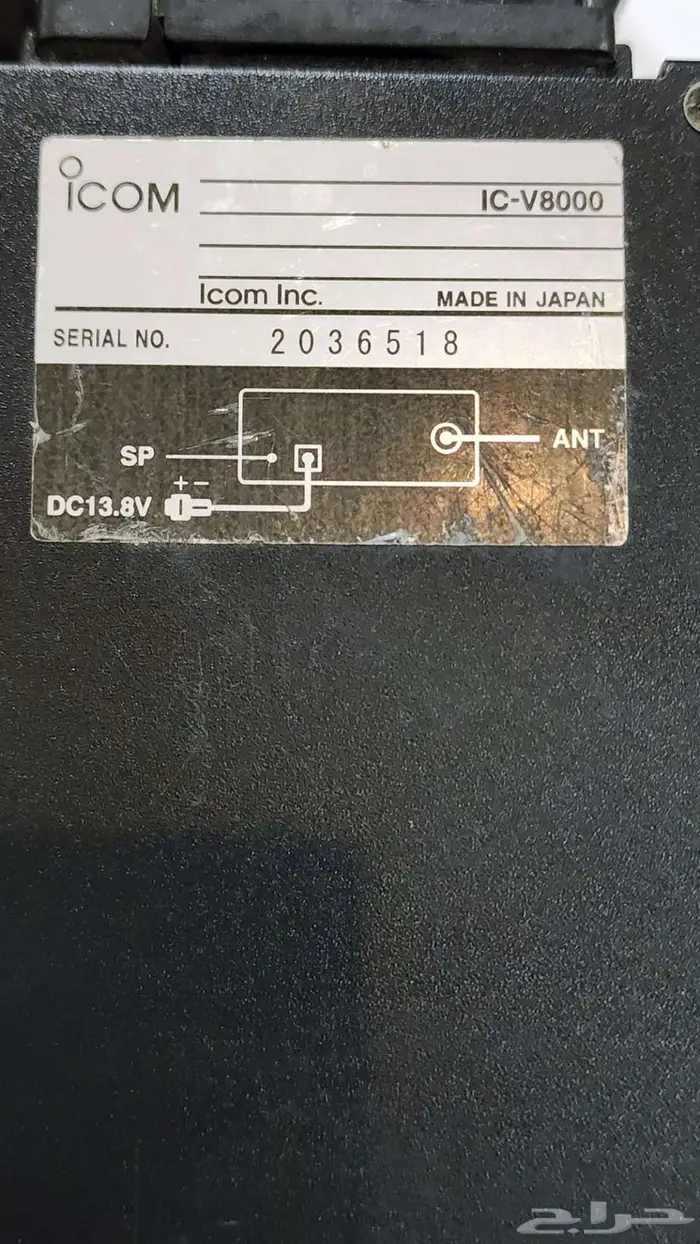 ICOM
IC-V8000
Icom Inc.
MADE IN JAPAN
SERIAL NO. 2036518
SP
ANT
+ −
DC13.8V
حراج